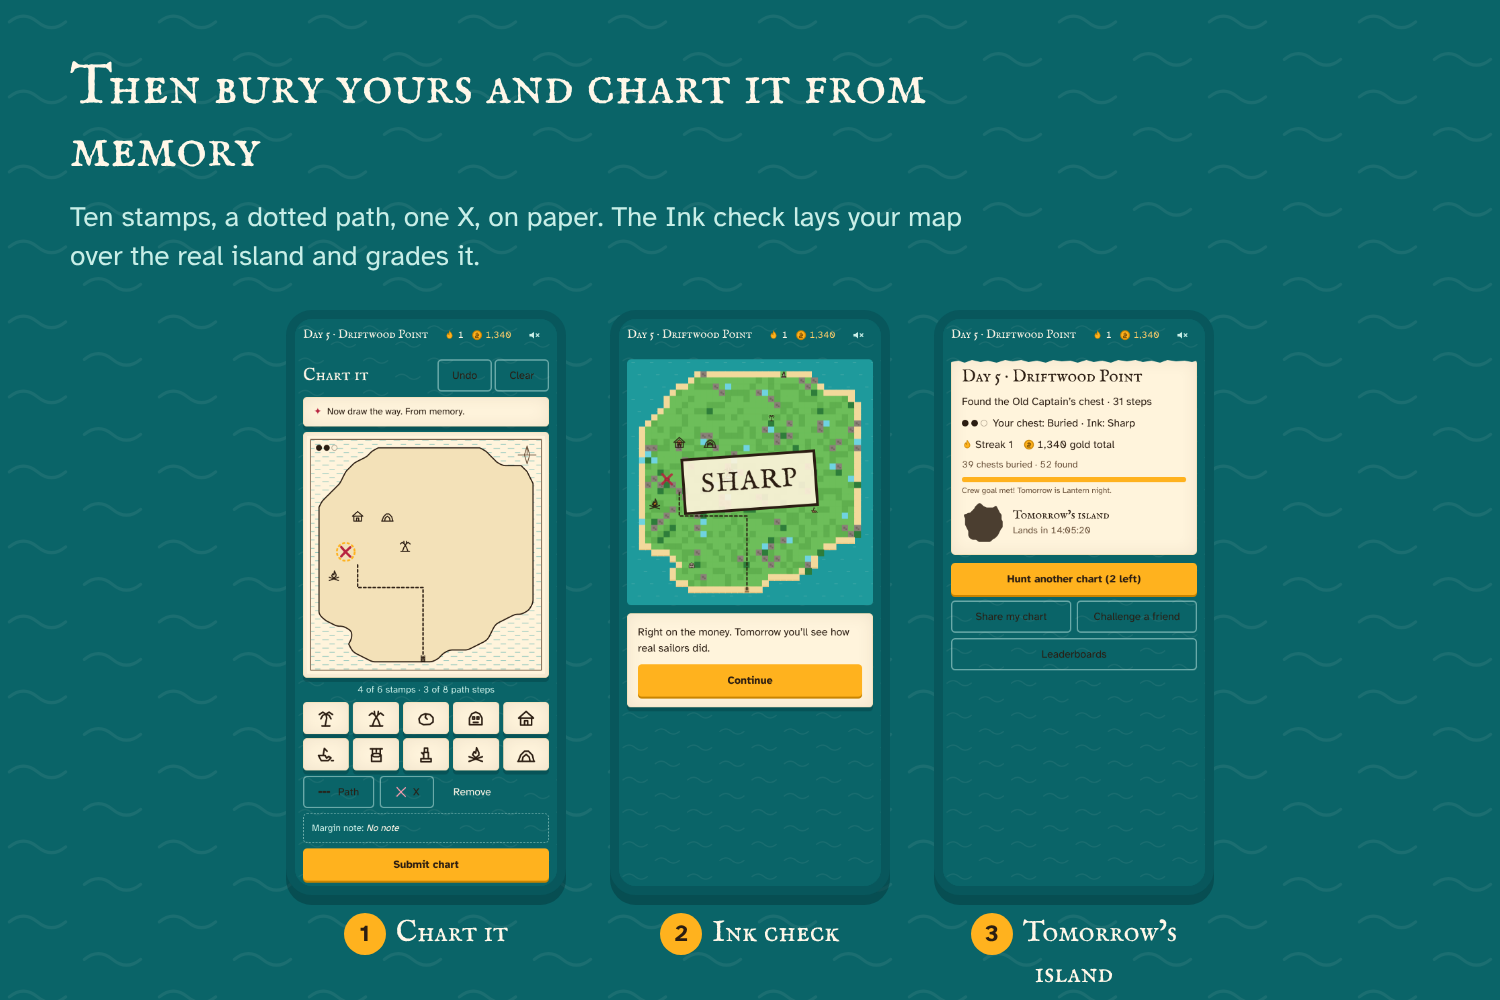 Then bury yours and chart it from
memory
Ten stamps, a dotted path, one X, on paper. The Ink check lays your map
over the real island and grades it.
Day 5 · Driftwood Point 1 1,340
Chart it Undo Clear
Now draw the way. From memory.
4 of 6 stamps · 3 of 8 path steps
Path X Remove
Margin note: No note
Submit chart
1 Chart it
Day 5 · Driftwood Point 1 1,340
SHARP
Right on the money. Tomorrow you'll see how
real sailors did.
Continue
2 Ink check
Day 5 · Driftwood Point 1 1,340
Day 5 · Driftwood Point
Found the Old Captain's chest · 31 steps
Your chest: Buried · Ink: Sharp
Streak 1 1,340 gold total
39 chests buried · 52 found
Crew goal met! Tomorrow is Lantern night.
Tomorrow's island
Lands in 14:05:20
Hunt another chart (2 left)
Share my chart Challenge a friend
Leaderboards
3 Tomorrow's
island